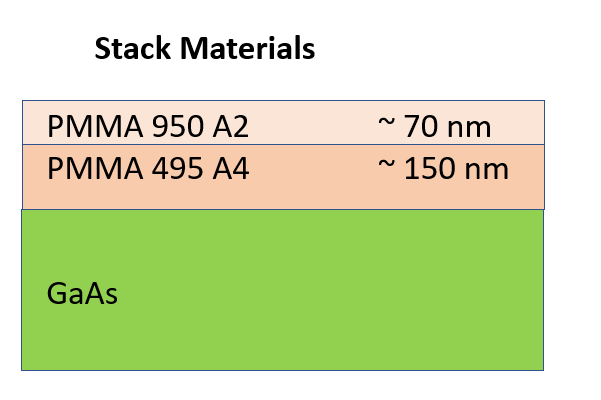 Stack Materials
PMMA 950 A2 ~ 70 nm
PMMA 495 A4 ~ 150 nm
GaAs